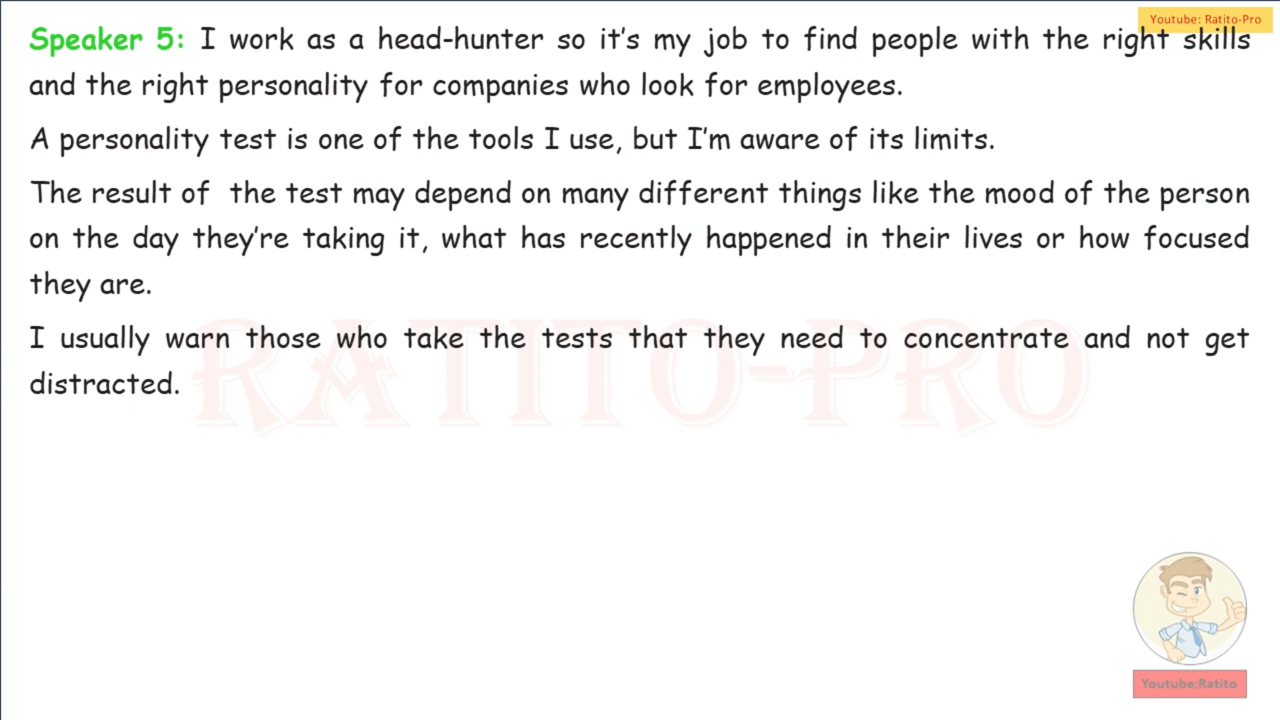 Youtube: Ratito-Pro
Speaker 5: I work as a head-hunter so it's my job to find people with the right skills
and the right personality for companies who look for employees.
A personality test is one of the tools I use, but I'm aware of its limits.
The result of  the test may depend on many different things like the mood of the person
on the day they're taking it, what has recently happened in their lives or how focused
they are.
I usually warn those who take the tests that they need to concentrate and not get
distracted.
RATITO-PRO
Youtube:Ratito